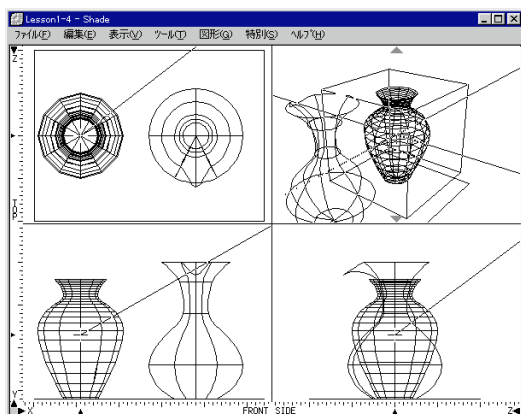 Lesson1-4 - Shade
ファイル(F) 編集(E) 表示(V) ツール(T) 図形(G) 特別(S) ヘルプ(H)
Z
TOP
Y
X FRONT SIDE Z